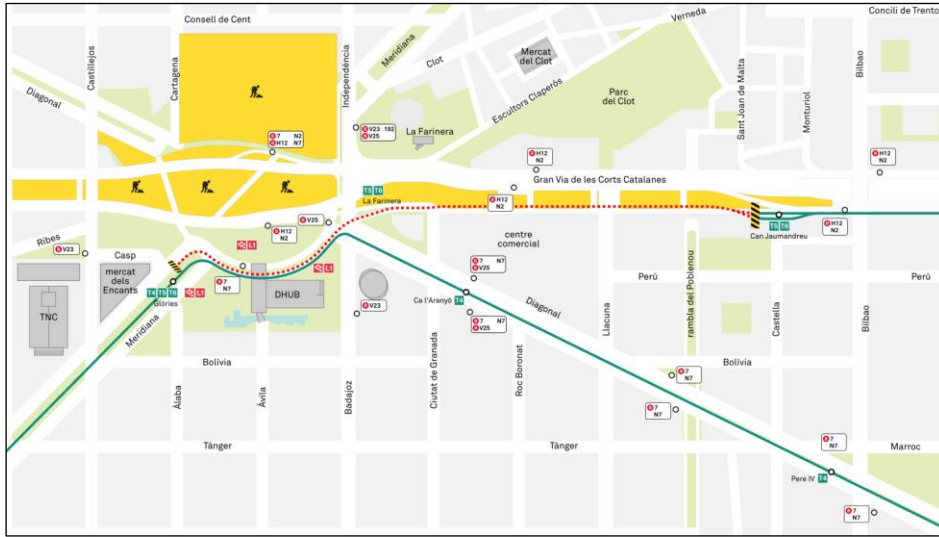 Consell de Cent
Verneda
Concili de Trento
Castillejos
Cartagena
Independència
Meridiana
Clot
Mercat
del Clot
Bilbao
Diagonal
Escultors Claperós
Parc
del Clot
Sant Joan de Malta
Monturiol
7 N2
H12 N7
V23 192
V25
La Farinera
H12
N2
H12
N2
Gran Via de les Corts Catalanes
T5 T6
La Farinera
H12
N2
V25
H12
N2
H12
N2
T5 T6
Can Jaumandreu
Ribes
V23
Casp
L1
centre
comercial
mercat
dels
Encants
7
N7
L1
DHUB
7 N7
V25
Perú
Perú
T4 T5 T6
L1
Glòries
TNC
V23
Ca l'Aranyó T4
Diagonal
7 N7
V25
Meridiana
Llacuna
rambla del Poblenou
Castella
Bilbao
Bolívia
Bolívia
Àlaba
Àvila
Badajoz
Ciutat de Granada
Roc Boronat
7
N7
7
N7
Tànger
Tànger
7
N7
Marroc
Pere IV T4
7
N7